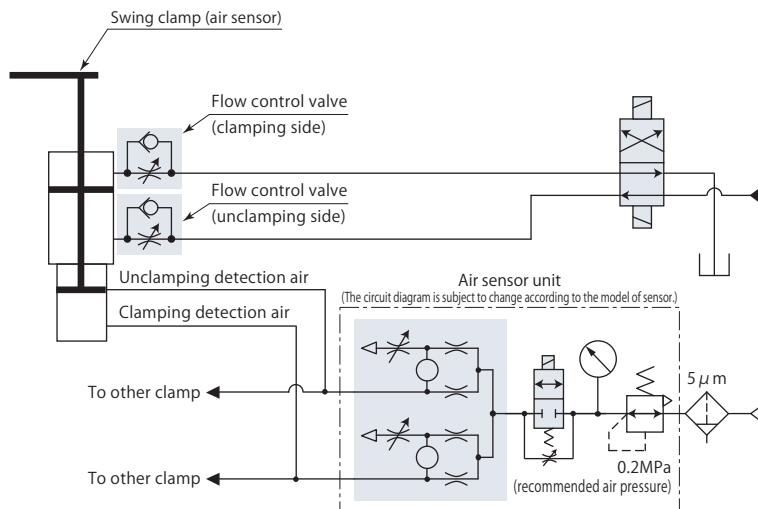 Swing clamp (air sensor)
Flow control valve
(clamping side)
Flow control valve
(unclamping side)
Unclamping detection air
Clamping detection air
Air sensor unit
(The circuit diagram is subject to change according to the model of sensor.)
To other clamp
To other clamp
5 μm
0.2MPa
(recommended air pressure)